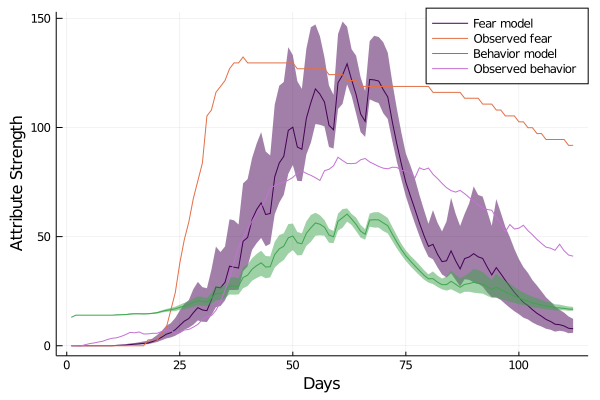 150
100
50
0
Attribute Strength
Fear model
Observed fear
Behavior model
Observed behavior
0 25 50 75 100
Days